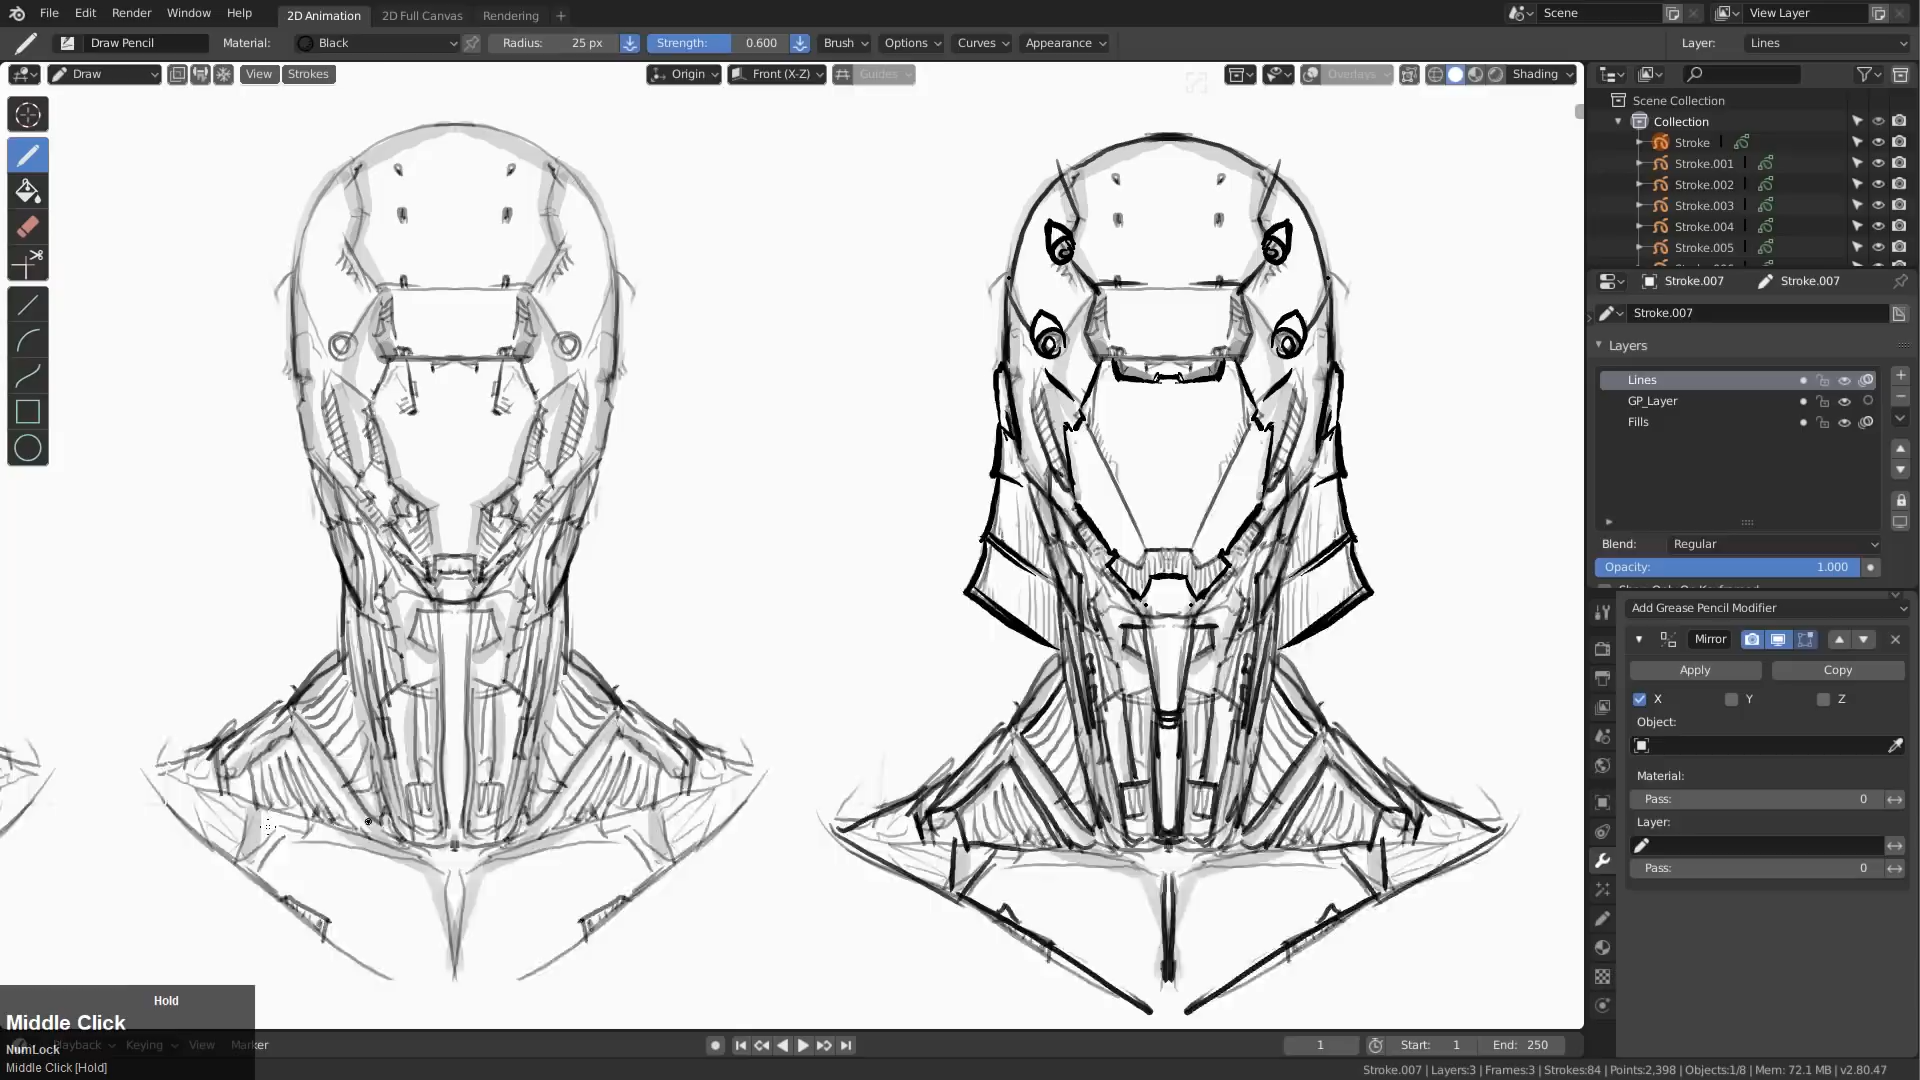 File Edit Render Window Help 2D Animation 2D Full Canvas Rendering Scene View Layer
Draw Pencil Material: Black Radius: 25 px Strength: 0.600 Brush Options Curves Appearance Layer: Lines
Draw View Strokes Origin Front (X-Z) Guides Overlays Shading
Scene Collection
Collection
Stroke
Stroke.001
Stroke.002
Stroke.003
Stroke.004
Stroke.005
Stroke.007 Stroke.007
Stroke.007
Layers
Lines
GP_Layer
Fills
Blend: Regular
Opacity: 1.000
Add Grease Pencil Modifier
Mirror
Apply Copy
X Y Z
Object:
Material:
Pass: 0
Layer:
Pass: 0
Hold
Middle Click
NumLock
Middle Click [Hold]
Playback Keying View Marker 1 Start: 1 End: 250
Stroke.007 | Layers:3 | Frames:3 | Strokes:84 | Points:2,398 | Objects:1/8 | Mem: 72.1 MB | v2.80.47